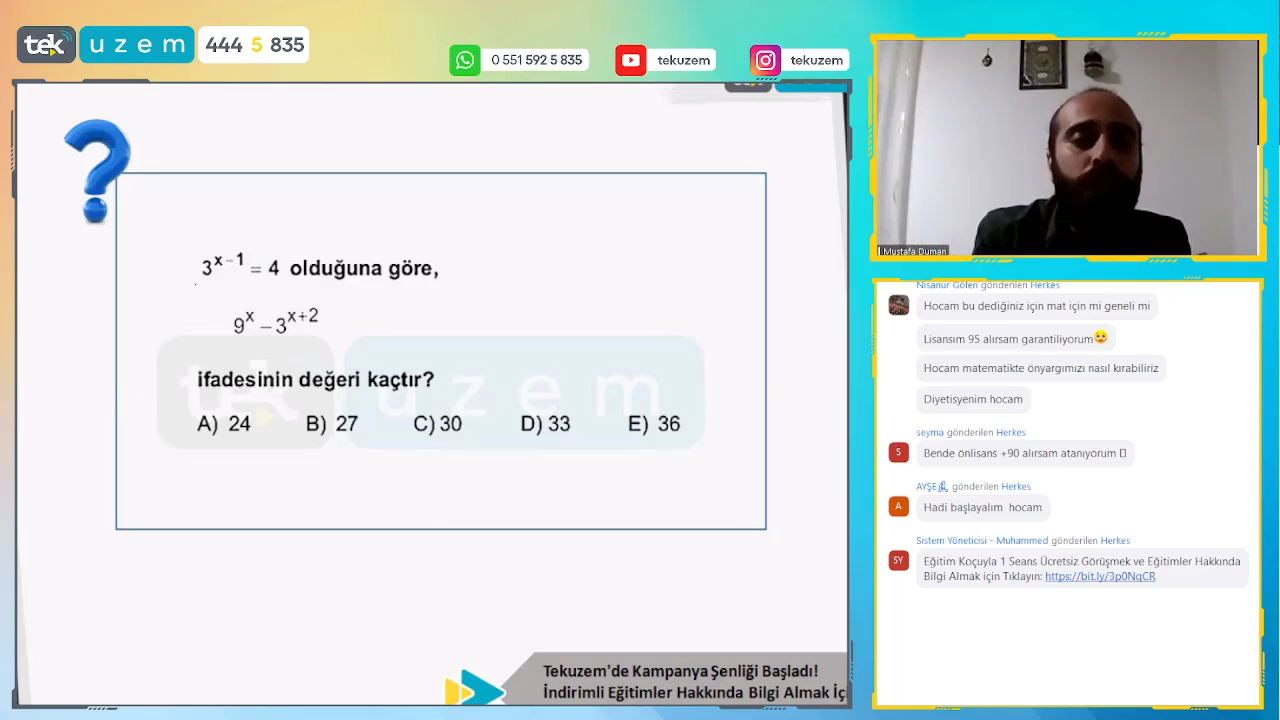 tek uzem 444 5 835
0 551 592 5 835
tekuzem
tekuzem
3^(x−1) = 4 olduğuna göre,
9^x − 3^(x+2)
ifadesinin değeri kaçtır?
A) 24 B) 27 C) 30 D) 33 E) 36
tek uzem
Tekuzem'de Kampanya Şenliği Başladı!
İndirimli Eğitimler Hakkında Bilgi Almak İçi
Mustafa Duman
Nisanur Gölen gönderilen Herkes
Hocam bu dediğiniz için mat için mi geneli mi
Lisansım 95 alırsam garantiliyorum
Hocam matematikte önyargımızı nasıl kırabiliriz
Diyetisyenim hocam
seyma gönderilen Herkes
S
Bende önlisans +90 alırsam atanıyorum
AYŞE gönderilen Herkes
A
Hadi başlayalım hocam
Sistem Yöneticisi - Muhammed gönderilen Herkes
SY
Eğitim Koçuyla 1 Seans Ücretsiz Görüşmek ve Eğitimler Hakkında
Bilgi Almak için Tıklayın: https://bit.ly/3p0NqCR